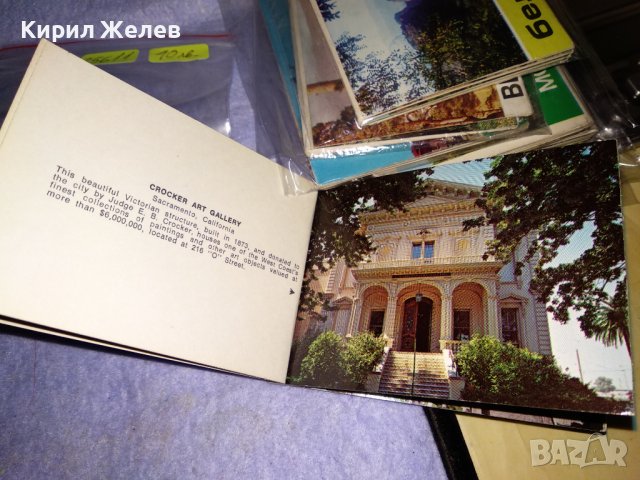 Кирил Желев
10лв.
бе
В
М
CROCKER ART GALLERY
Sacramento, California
This beautiful Victorian structure, built in 1873, and donated to
the city by Judge E. B. Crocker, houses one of the West Coast's
finest collections of paintings and other art objects valued at
more than $6,000,000, located at 216 "O" Street.
BAZAR